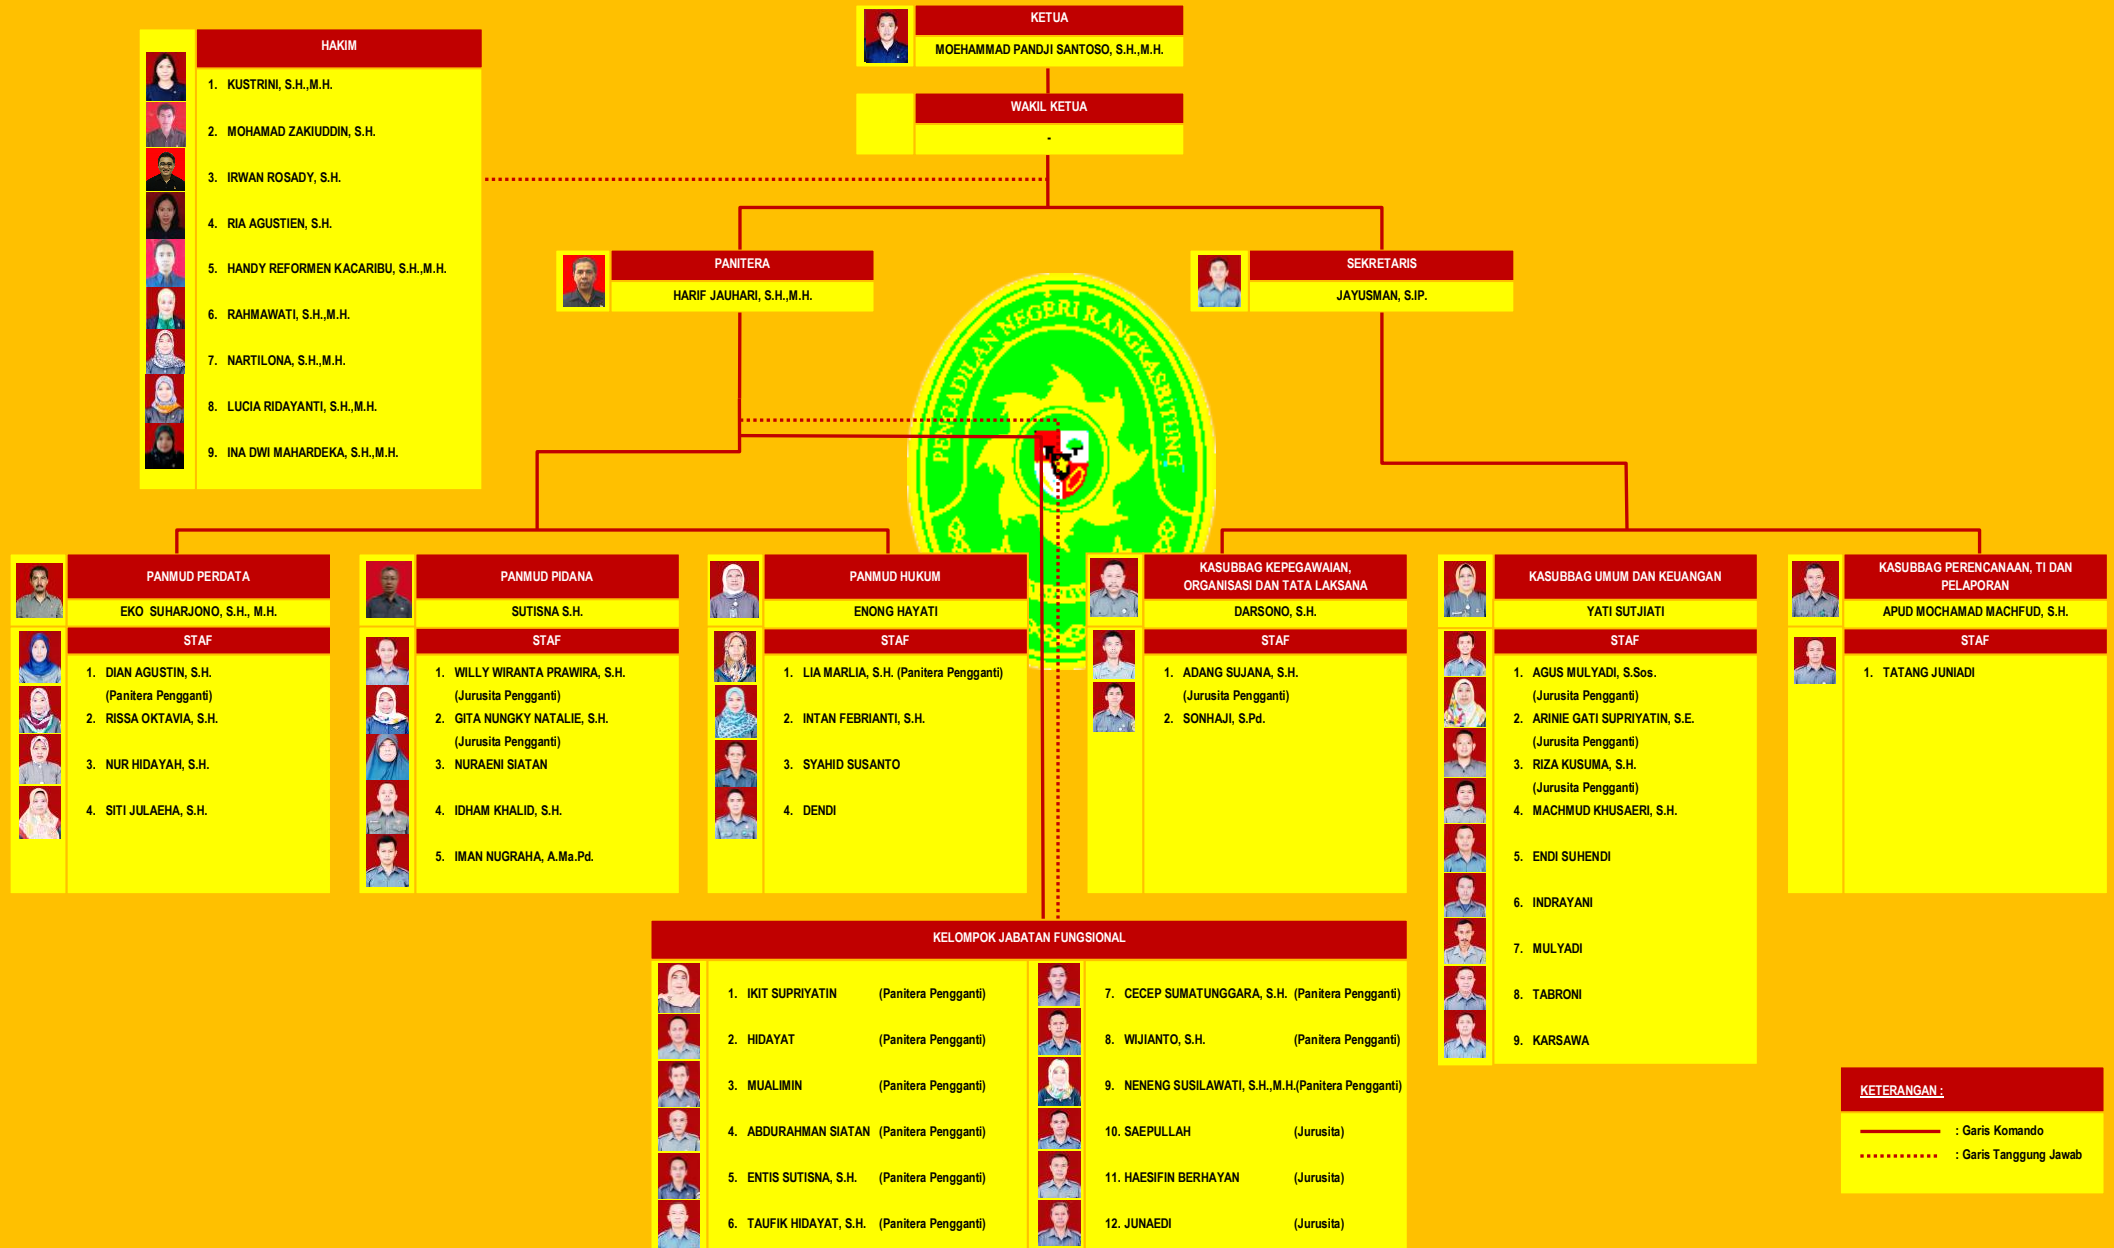 KETUA
MOEHAMMAD PANDJI SANTOSO, S.H.,M.H.
WAKIL KETUA
-
HAKIM
1. KUSTRINI, S.H.,M.H.
2. MOHAMAD ZAKIUDDIN, S.H.
3. IRWAN ROSADY, S.H.
4. RIA AGUSTIEN, S.H.
5. HANDY REFORMEN KACARIBU, S.H.,M.H.
6. RAHMAWATI, S.H.,M.H.
7. NARTILONA, S.H.,M.H.
8. LUCIA RIDAYANTI, S.H.,M.H.
9. INA DWI MAHARDEKA, S.H.,M.H.
PANITERA
HARIF JAUHARI, S.H.,M.H.
SEKRETARIS
JAYUSMAN, S.IP.
PENGADILAN NEGERI RANGKASBITUNG
PANMUD PERDATA
EKO SUHARJONO, S.H., M.H.
STAF
1. DIAN AGUSTIN, S.H.
(Panitera Pengganti)
2. RISSA OKTAVIA, S.H.
3. NUR HIDAYAH, S.H.
4. SITI JULAEHA, S.H.
PANMUD PIDANA
SUTISNA S.H.
STAF
1. WILLY WIRANTA PRAWIRA, S.H.
(Jurusita Pengganti)
2. GITA NUNGKY NATALIE, S.H.
(Jurusita Pengganti)
3. NURAENI SIATAN
4. IDHAM KHALID, S.H.
5. IMAN NUGRAHA, A.Ma.Pd.
PANMUD HUKUM
ENONG HAYATI
STAF
1. LIA MARLIA, S.H. (Panitera Pengganti)
2. INTAN FEBRIANTI, S.H.
3. SYAHID SUSANTO
4. DENDI
KASUBBAG KEPEGAWAIAN,
ORGANISASI DAN TATA LAKSANA
DARSONO, S.H.
STAF
1. ADANG SUJANA, S.H.
(Jurusita Pengganti)
2. SONHAJI, S.Pd.
KASUBBAG UMUM DAN KEUANGAN
YATI SUTJIATI
STAF
1. AGUS MULYADI, S.Sos.
(Jurusita Pengganti)
2. ARINIE GATI SUPRIYATIN, S.E.
(Jurusita Pengganti)
3. RIZA KUSUMA, S.H.
(Jurusita Pengganti)
4. MACHMUD KHUSAERI, S.H.
5. ENDI SUHENDI
6. INDRAYANI
7. MULYADI
8. TABRONI
9. KARSAWA
KASUBBAG PERENCANAAN, TI DAN
PELAPORAN
APUD MOCHAMAD MACHFUD, S.H.
STAF
1. TATANG JUNIADI
KELOMPOK JABATAN FUNGSIONAL
1. IKIT SUPRIYATIN (Panitera Pengganti)
2. HIDAYAT (Panitera Pengganti)
3. MUALIMIN (Panitera Pengganti)
4. ABDURAHMAN SIATAN (Panitera Pengganti)
5. ENTIS SUTISNA, S.H. (Panitera Pengganti)
6. TAUFIK HIDAYAT, S.H. (Panitera Pengganti)
7. CECEP SUMATUNGGARA, S.H. (Panitera Pengganti)
8. WIJIANTO, S.H. (Panitera Pengganti)
9. NENENG SUSILAWATI, S.H.,M.H.(Panitera Pengganti)
10. SAEPULLAH (Jurusita)
11. HAESIFIN BERHAYAN (Jurusita)
12. JUNAEDI (Jurusita)
KETERANGAN :
: Garis Komando
: Garis Tanggung Jawab